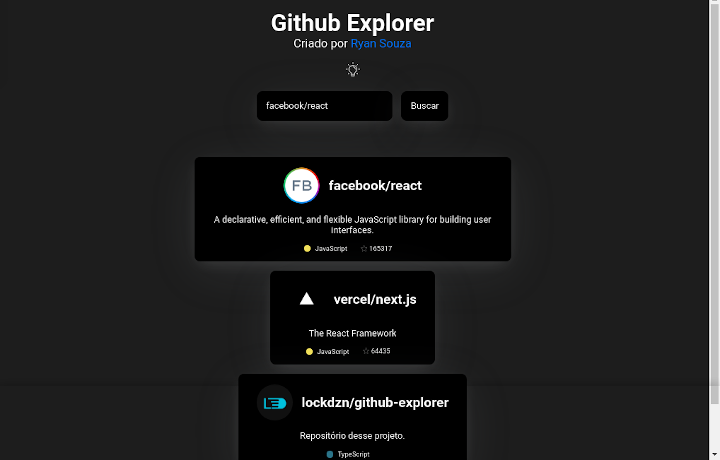 Github Explorer
Criado por Ryan Souza
facebook/react Buscar
FB facebook/react
A declarative, efficient, and flexible JavaScript library for building user
interfaces.
JavaScript ☆ 165317
vercel/next.js
The React Framework
JavaScript ☆ 64435
lockdzn/github-explorer
Repositório desse projeto.
TypeScript